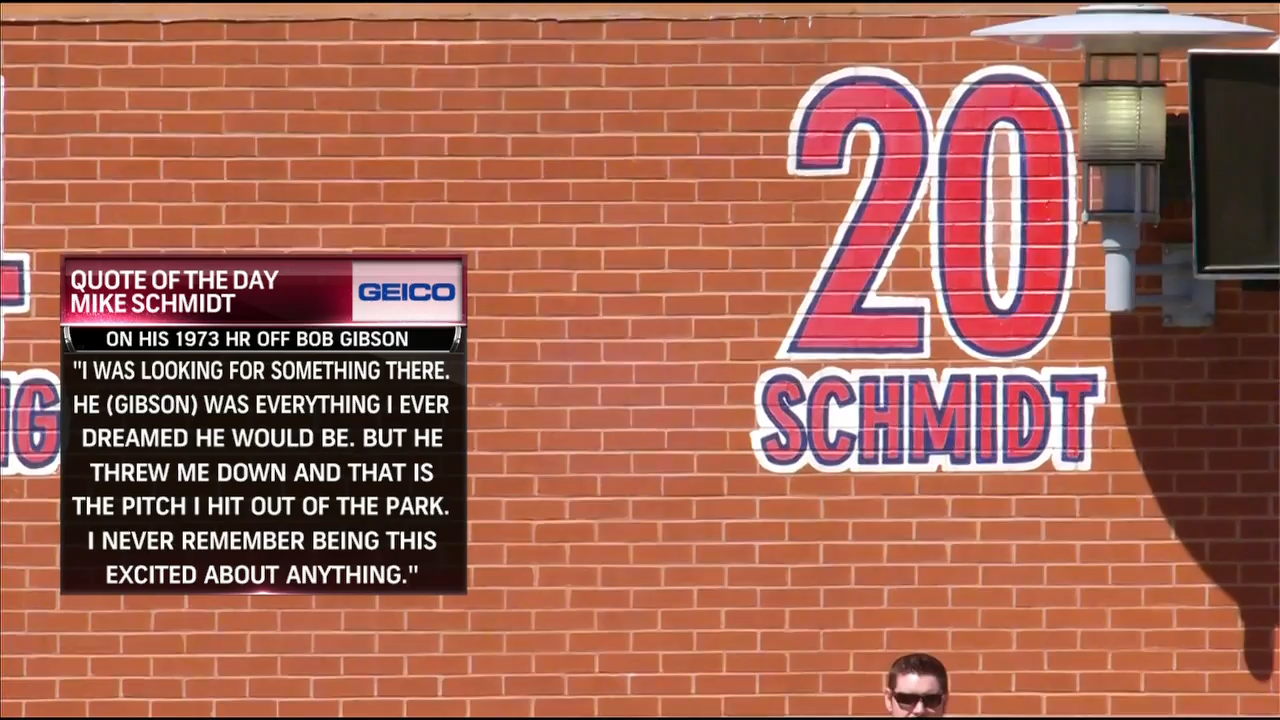 20
SCHMIDT
QUOTE OF THE DAY
MIKE SCHMIDT
GEICO
ON HIS 1973 HR OFF BOB GIBSON
"I WAS LOOKING FOR SOMETHING THERE.
HE (GIBSON) WAS EVERYTHING I EVER
DREAMED HE WOULD BE. BUT HE
THREW ME DOWN AND THAT IS
THE PITCH I HIT OUT OF THE PARK.
I NEVER REMEMBER BEING THIS
EXCITED ABOUT ANYTHING."